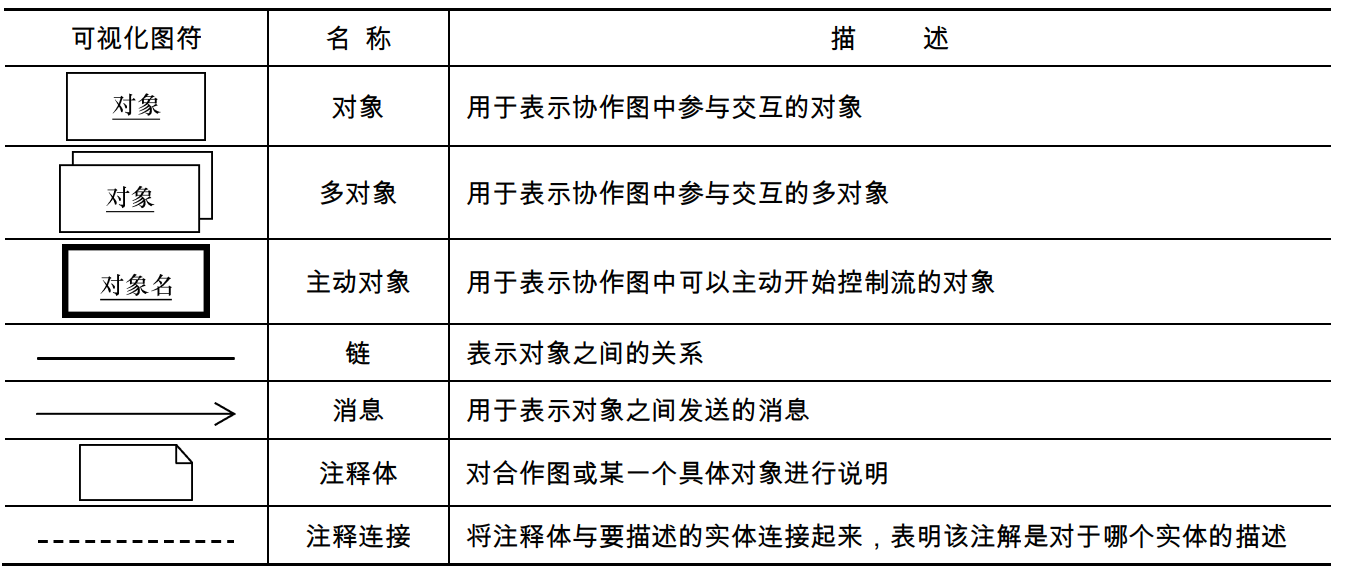 可视化图符 名 称 描 述
对象 对象 用于表示协作图中参与交互的对象
对象 多对象 用于表示协作图中参与交互的多对象
对象名 主动对象 用于表示协作图中可以主动开始控制流的对象
链 表示对象之间的关系
消息 用于表示对象之间发送的消息
注释体 对合作图或某一个具体对象进行说明
注释连接 将注释体与要描述的实体连接起来，表明该注解是对于哪个实体的描述